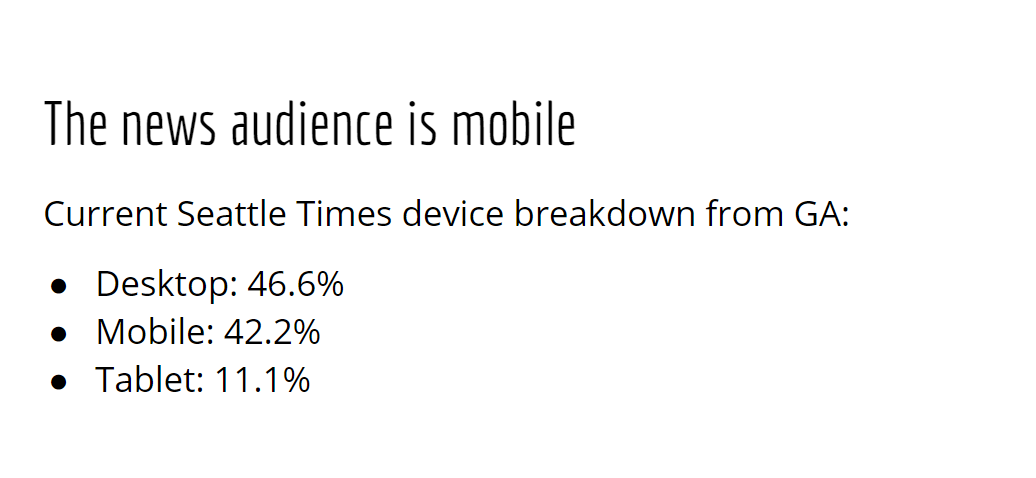 The news audience is mobile
Current Seattle Times device breakdown from GA:
● Desktop: 46.6%
● Mobile: 42.2%
● Tablet: 11.1%